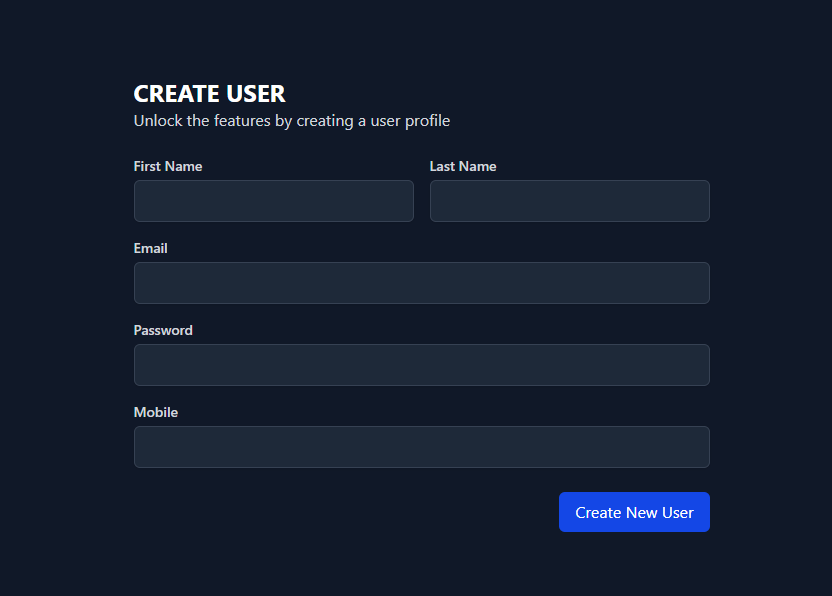 CREATE USER
Unlock the features by creating a user profile
First Name
Last Name
Email
Password
Mobile
Create New User